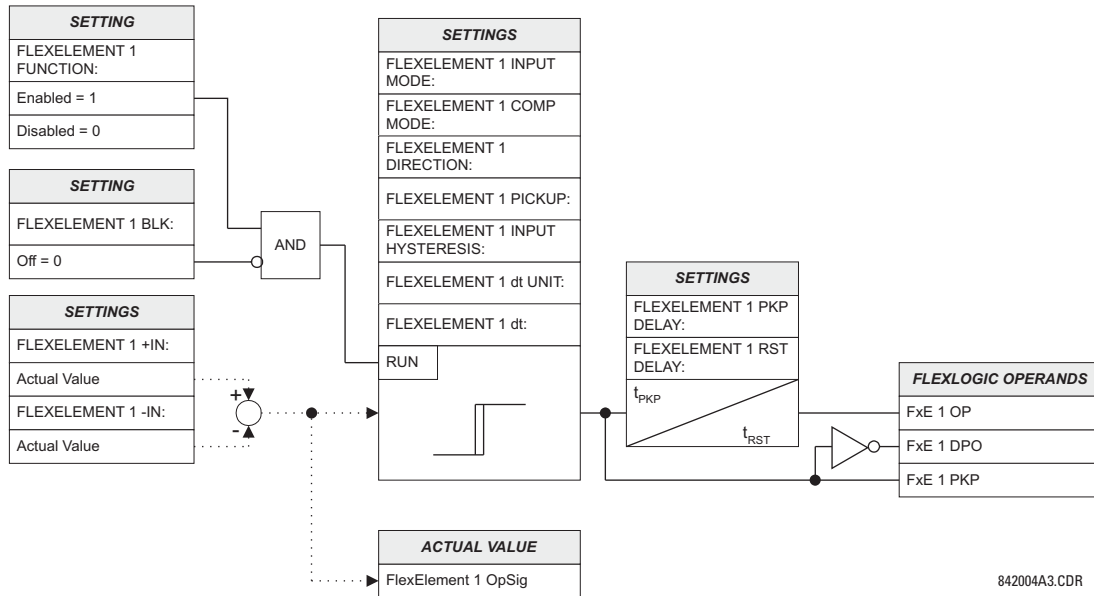 SETTING
FLEXELEMENT 1
FUNCTION:
Enabled = 1
Disabled = 0
SETTING
FLEXELEMENT 1 BLK:
Off = 0
SETTINGS
FLEXELEMENT 1 +IN:
Actual Value
FLEXELEMENT 1 -IN:
Actual Value
+
-
AND
SETTINGS
FLEXELEMENT 1 INPUT
MODE:
FLEXELEMENT 1 COMP
MODE:
FLEXELEMENT 1
DIRECTION:
FLEXELEMENT 1 PICKUP:
FLEXELEMENT 1 INPUT
HYSTERESIS:
FLEXELEMENT 1 dt UNIT:
FLEXELEMENT 1 dt:
RUN
ACTUAL VALUE
FlexElement 1 OpSig
SETTINGS
FLEXELEMENT 1 PKP
DELAY:
FLEXELEMENT 1 RST
DELAY:
tPKP
tRST
FLEXLOGIC OPERANDS
FxE 1 OP
FxE 1 DPO
FxE 1 PKP
842004A3.CDR